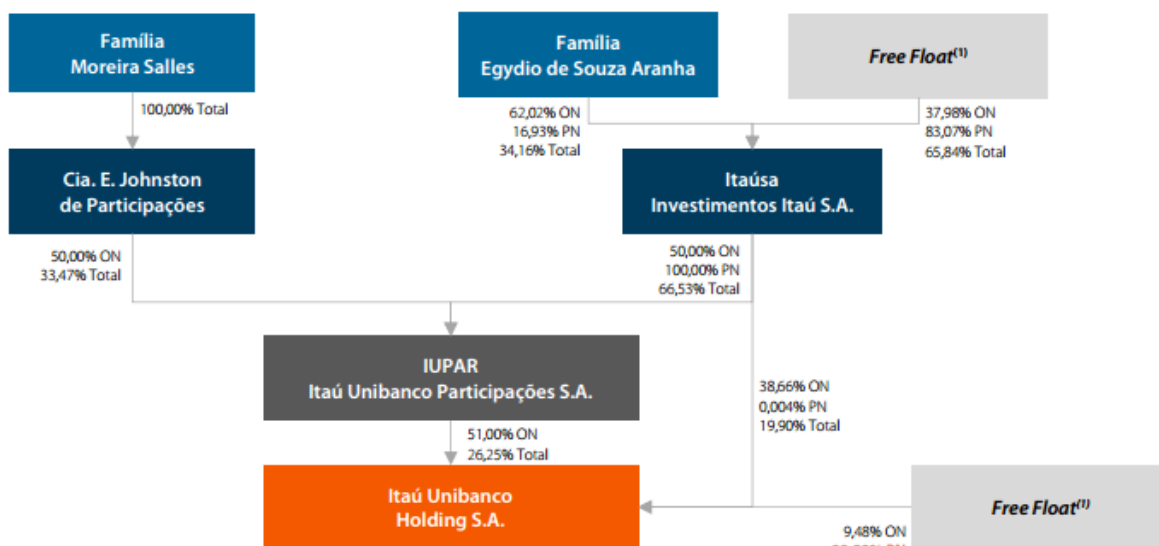 Família
Moreira Salles
Família
Egydio de Souza Aranha
Free Float(1)
100,00% Total
62,02% ON
16,93% PN
34,16% Total
37,98% ON
83,07% PN
65,84% Total
Cia. E. Johnston
de Participações
Itaúsa
Investimentos Itaú S.A.
50,00% ON
33,47% Total
50,00% ON
100,00% PN
66,53% Total
IUPAR
Itaú Unibanco Participações S.A.
38,66% ON
0,004% PN
19,90% Total
51,00% ON
26,25% Total
Itaú Unibanco
Holding S.A.
Free Float(1)
9,48% ON